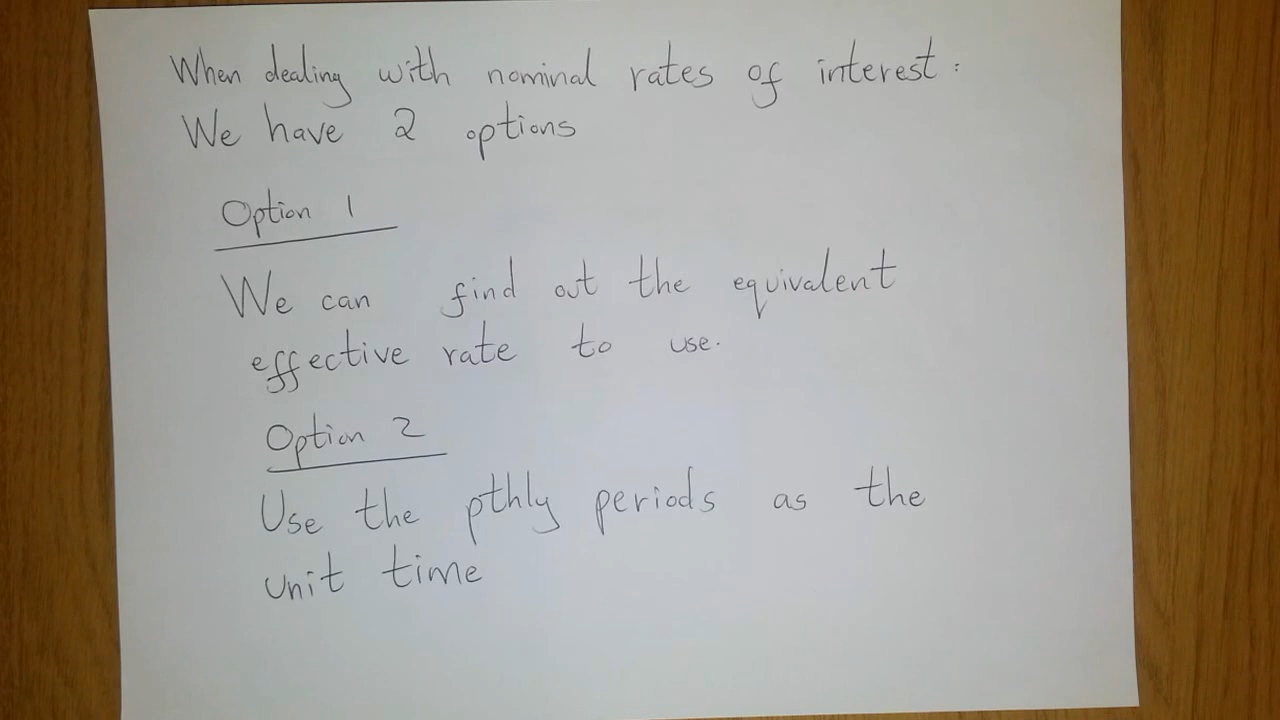 When dealing with nominal rates of interest:
We have 2 options
Option 1
We can find out the equivalent
effective rate to use.
Option 2
Use the pthly periods as the
unit time